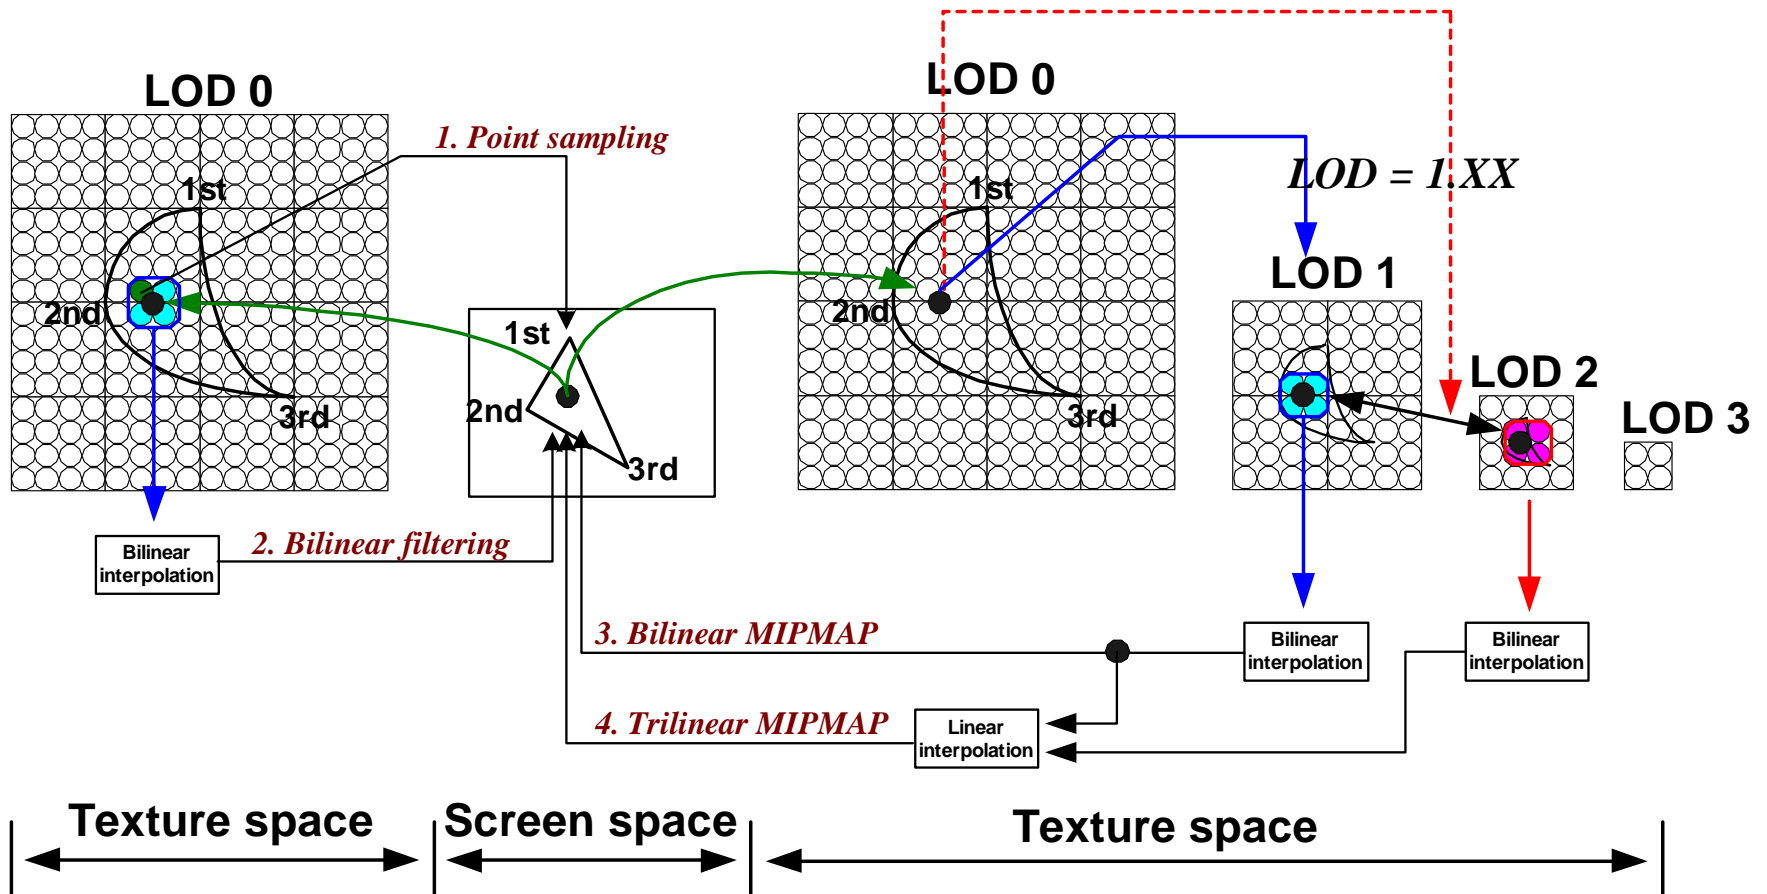 LOD 0
1. Point sampling
1st
2nd
3rd
1st
2nd
3rd
LOD 0
1st
2nd
3rd
LOD = 1.XX
LOD 1
LOD 2
LOD 3
Bilinear
interpolation
2. Bilinear filtering
3. Bilinear MIPMAP
Bilinear
interpolation
Bilinear
interpolation
4. Trilinear MIPMAP
Linear
interpolation
Texture space
Screen space
Texture space